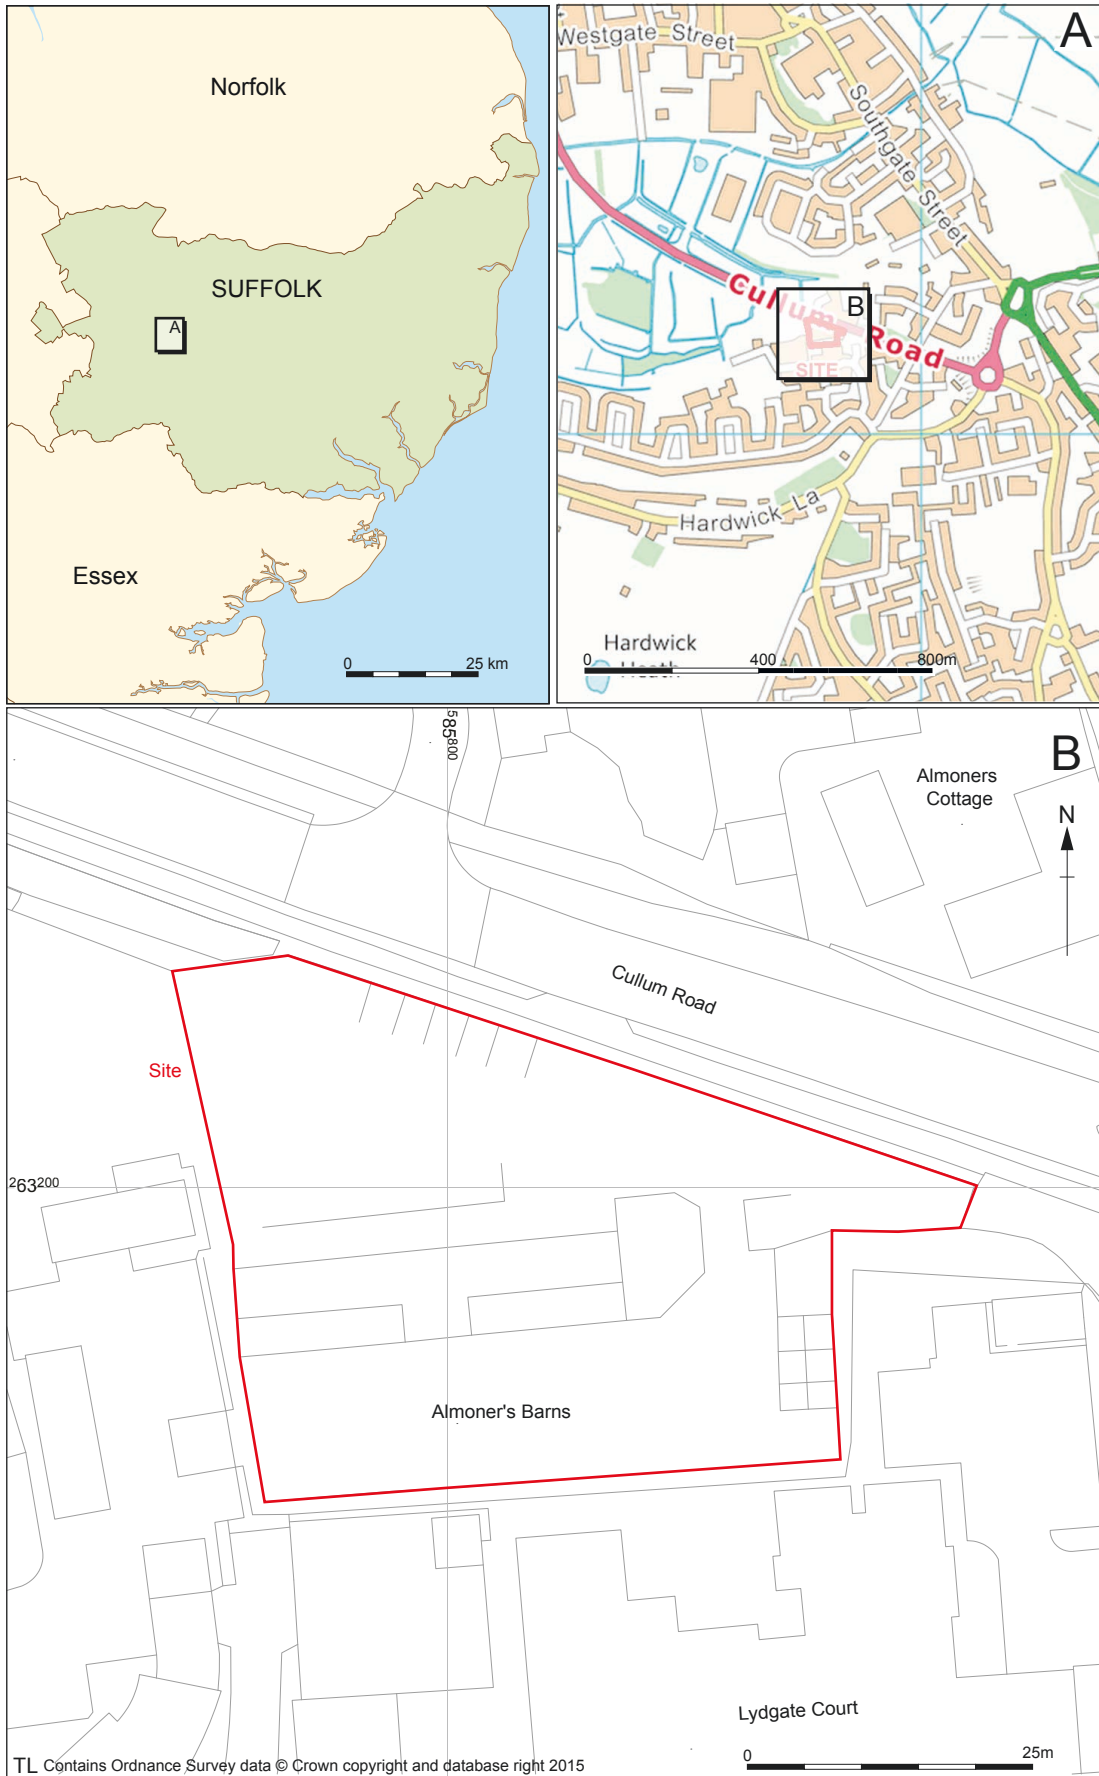 Norfolk
SUFFOLK
A
Essex
0 25 km
A
Westgate Street
Southgate Street
Cullum Road
B
SITE
Hardwick La
Hardwick
Heath
0 400 800m
B
585800
Almoners
Cottage
N
Cullum Road
Site
263200
Almoner's Barns
Lydgate Court
0 25m
TL Contains Ordnance Survey data © Crown copyright and database right 2015